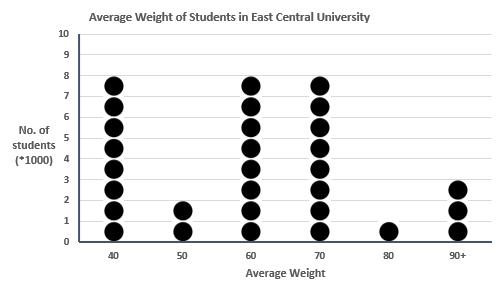 Average Weight of Students in East Central University
10
9
8
7
6
5
4
3
2
1
0
No. of
students
(*1000)
40 50 60 70 80 90+
Average Weight